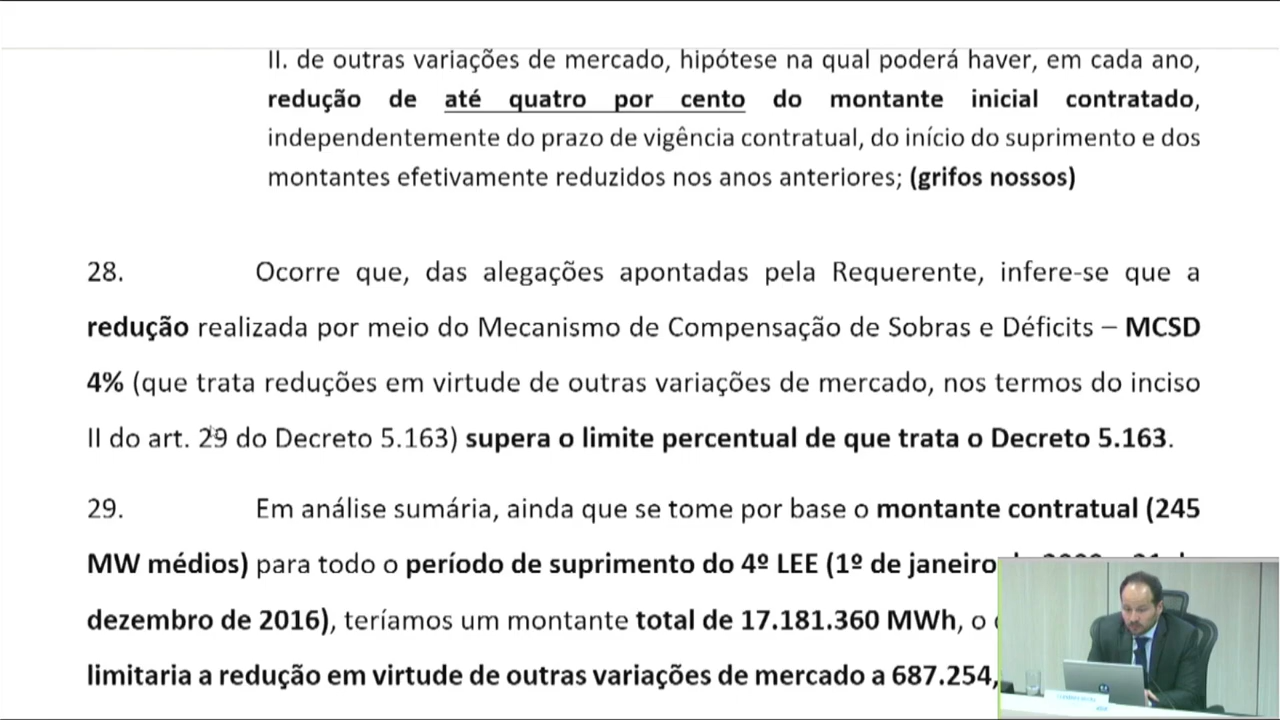 II. de outras variações de mercado, hipótese na qual poderá haver, em cada ano,
redução de até quatro por cento do montante inicial contratado,
independentemente do prazo de vigência contratual, do início do suprimento e dos
montantes efetivamente reduzidos nos anos anteriores; (grifos nossos)
28. Ocorre que, das alegações apontadas pela Requerente, infere-se que a
redução realizada por meio do Mecanismo de Compensação de Sobras e Déficits – MCSD
4% (que trata reduções em virtude de outras variações de mercado, nos termos do inciso
II do art. 29 do Decreto 5.163) supera o limite percentual de que trata o Decreto 5.163.
29. Em análise sumária, ainda que se tome por base o montante contratual (245
MW médios) para todo o período de suprimento do 4º LEE (1º de janeiro
dezembro de 2016), teríamos um montante total de 17.181.360 MWh, o
limitaria a redução em virtude de outras variações de mercado a 687.254,